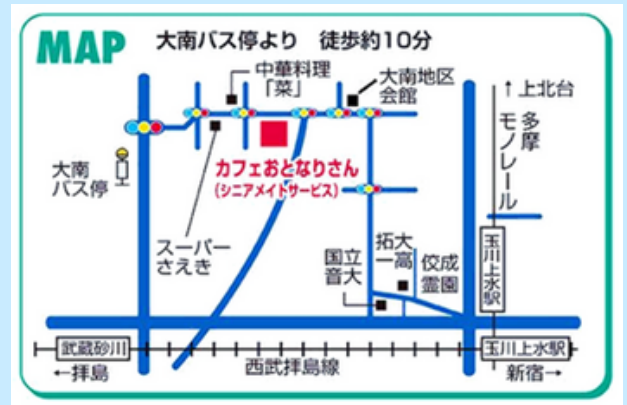 MAP
大南バス停より 徒歩約10分
中華料理
「菜」
大南地区
会館
↑上北台
多摩
モノレール
大南
バス停
カフェおとなりさん
(シニアメイトサービス)
スーパー
さえき
国立
音大
拓大
一高
佼成
霊園
玉川上水駅
武蔵砂川
玉川上水駅
←拝島
西武拝島線
新宿→